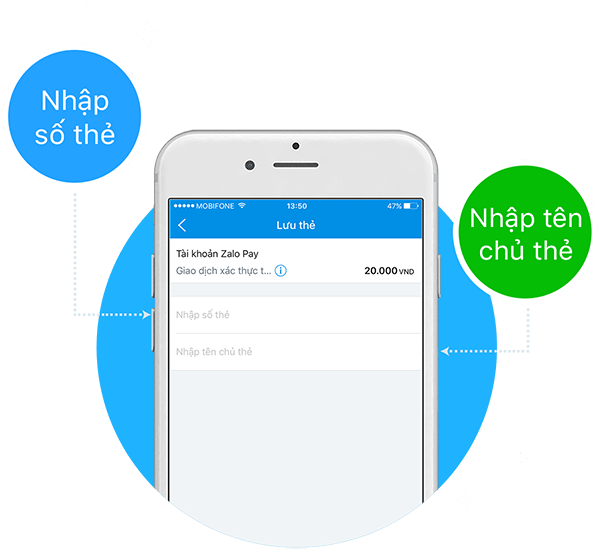 Nhập
số thẻ
Nhập tên
chủ thẻ
MOBIFONE 13:50 47%
Lưu thẻ
Tài khoản Zalo Pay
Giao dịch xác thực t... 20.000 VND
Nhập số thẻ
Nhập tên chủ thẻ